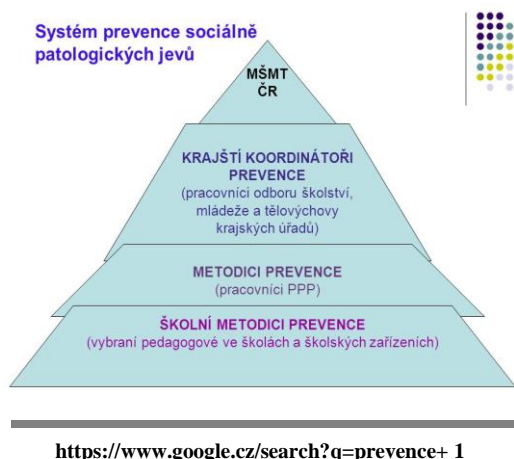 Systém prevence sociálně
patologických jevů
MŠMT
ČR
KRAJŠTÍ KOORDINÁTOŘI
PREVENCE
(pracovníci odboru školství,
mládeže a tělovýchovy
krajských úřadů)
METODICI PREVENCE
(pracovníci PPP)
ŠKOLNÍ METODICI PREVENCE
(vybraní pedagogové ve školách a školských zařízeních)
https://www.google.cz/search?q=prevence+ 1